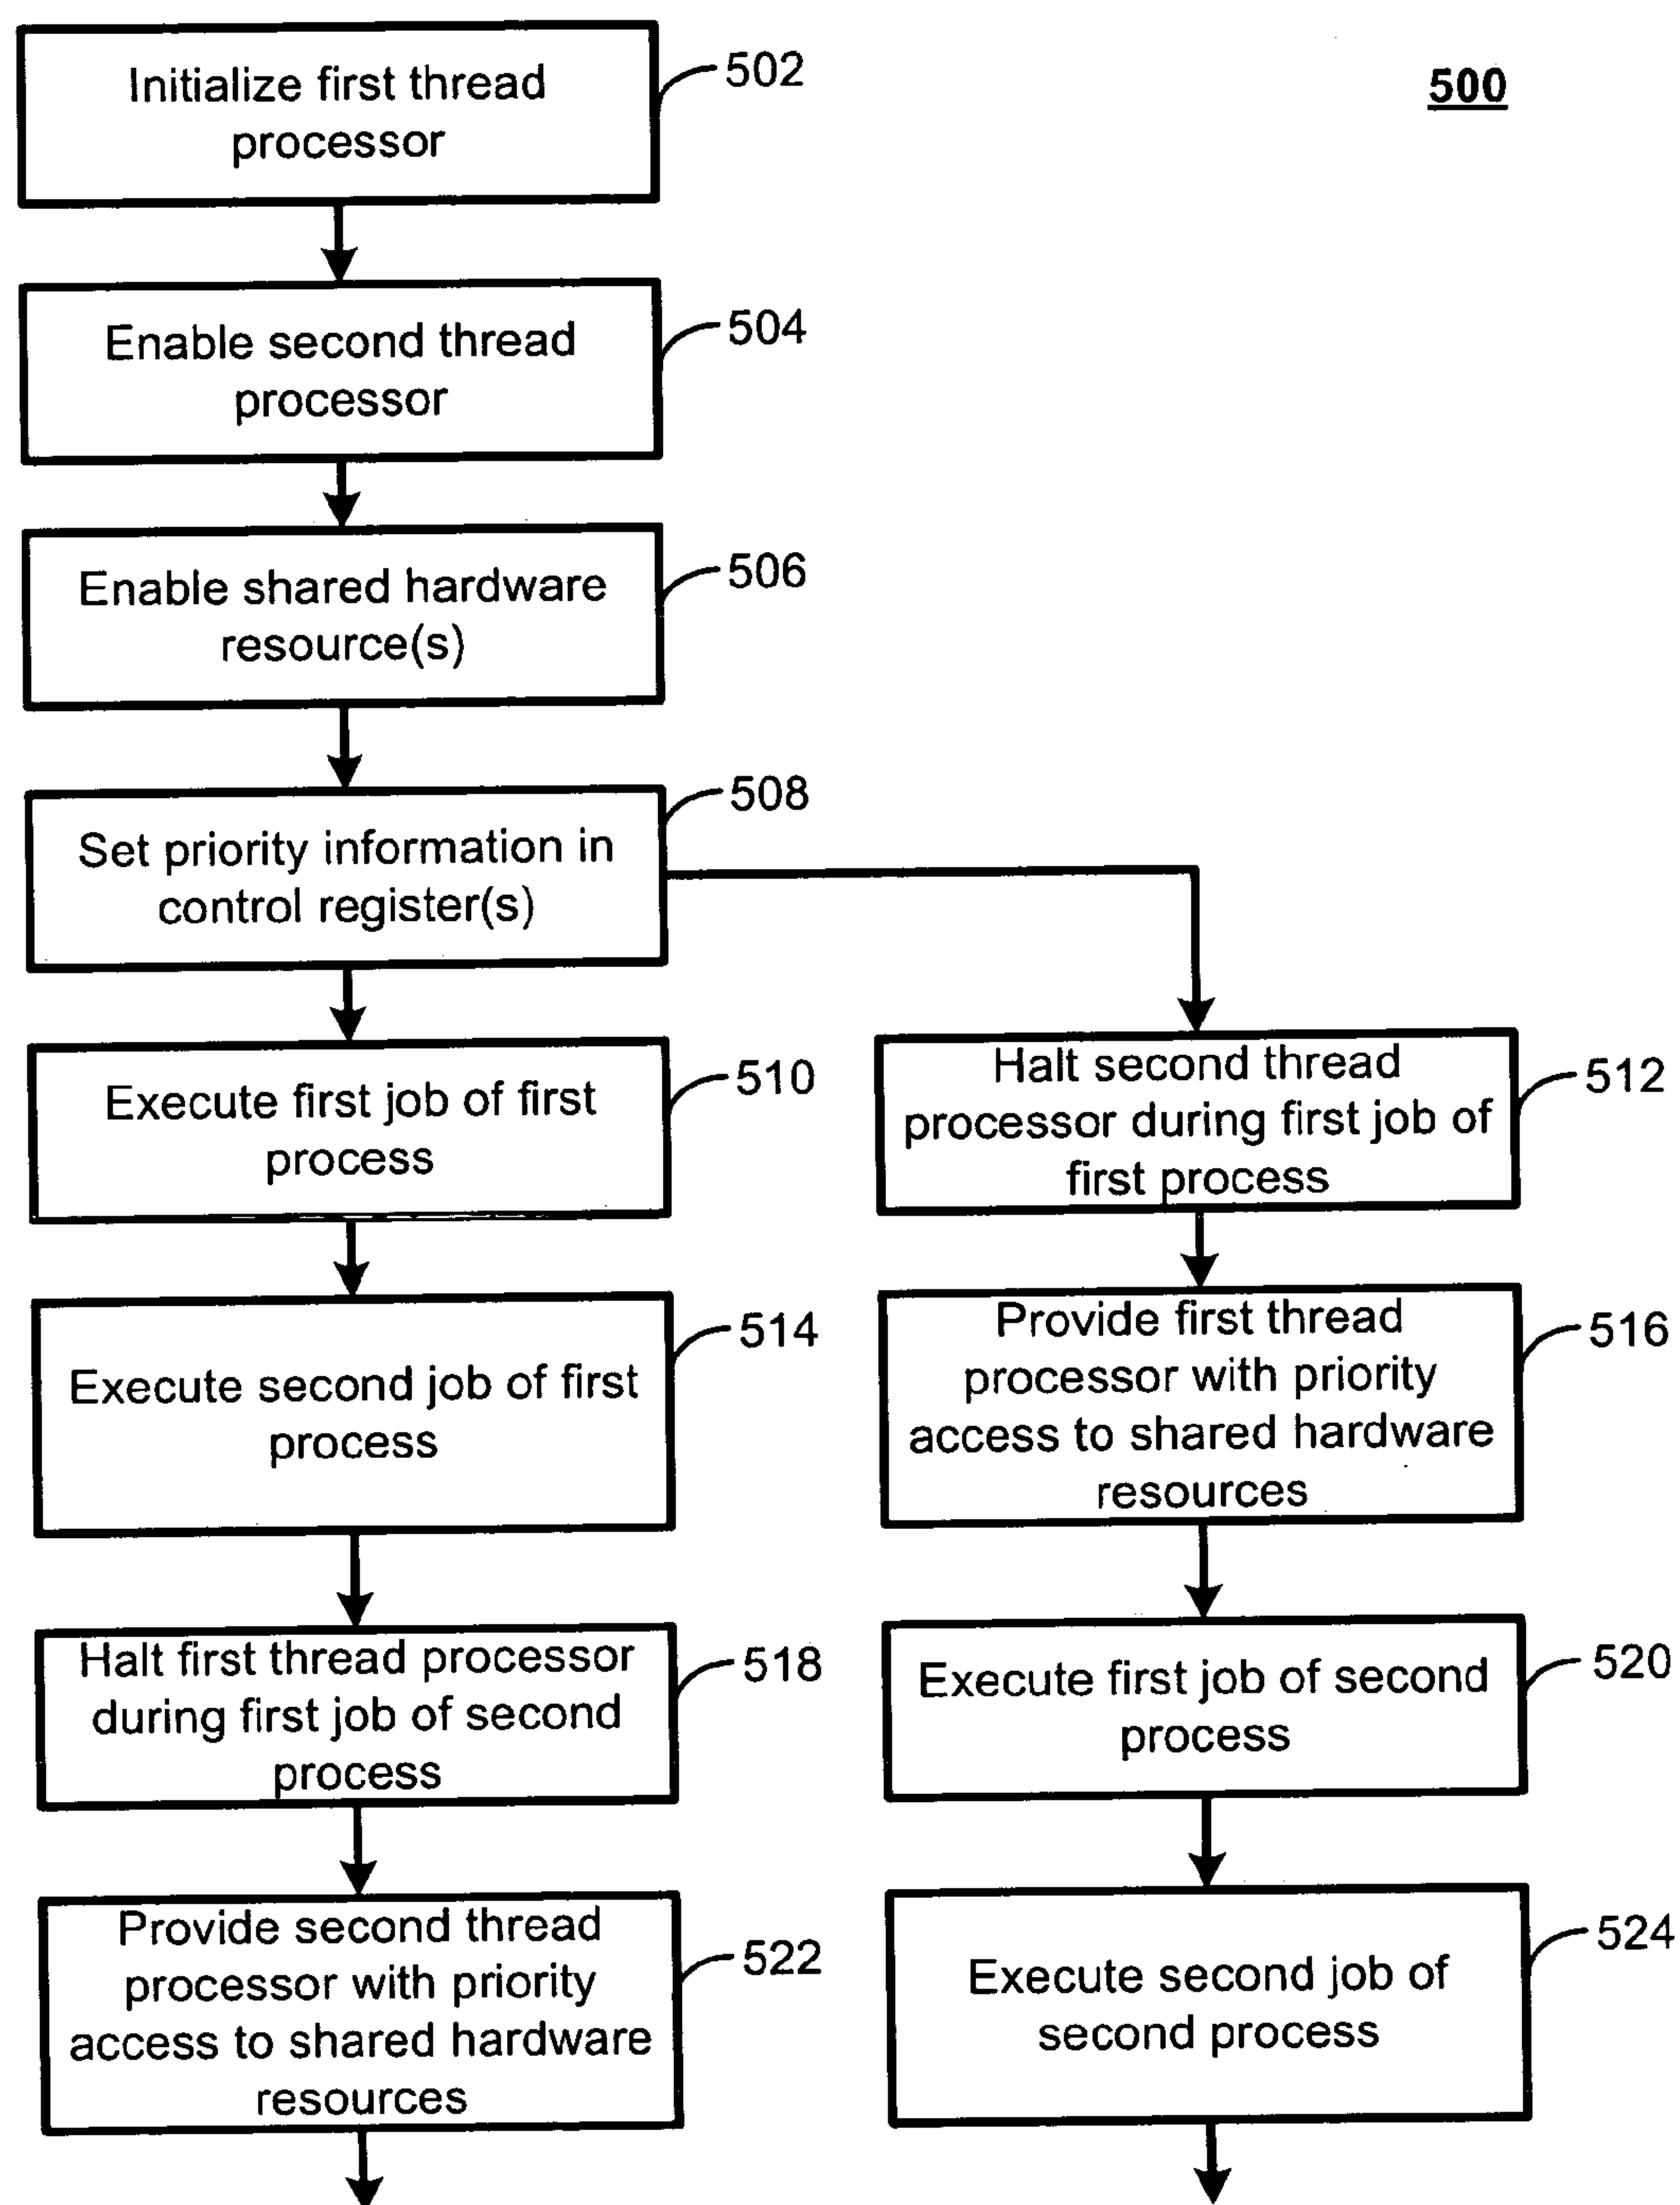 500
Initialize first thread
processor
502
Enable second thread
processor
504
Enable shared hardware
resource(s)
506
Set priority information in
control register(s)
508
Execute first job of first
process
510
Halt second thread
processor during first job of
first process
512
Execute second job of first
process
514
Provide first thread
processor with priority
access to shared hardware
resources
516
Halt first thread processor
during first job of second
process
518
Execute first job of second
process
520
Provide second thread
processor with priority
access to shared hardware
resources
522
Execute second job of
second process
524